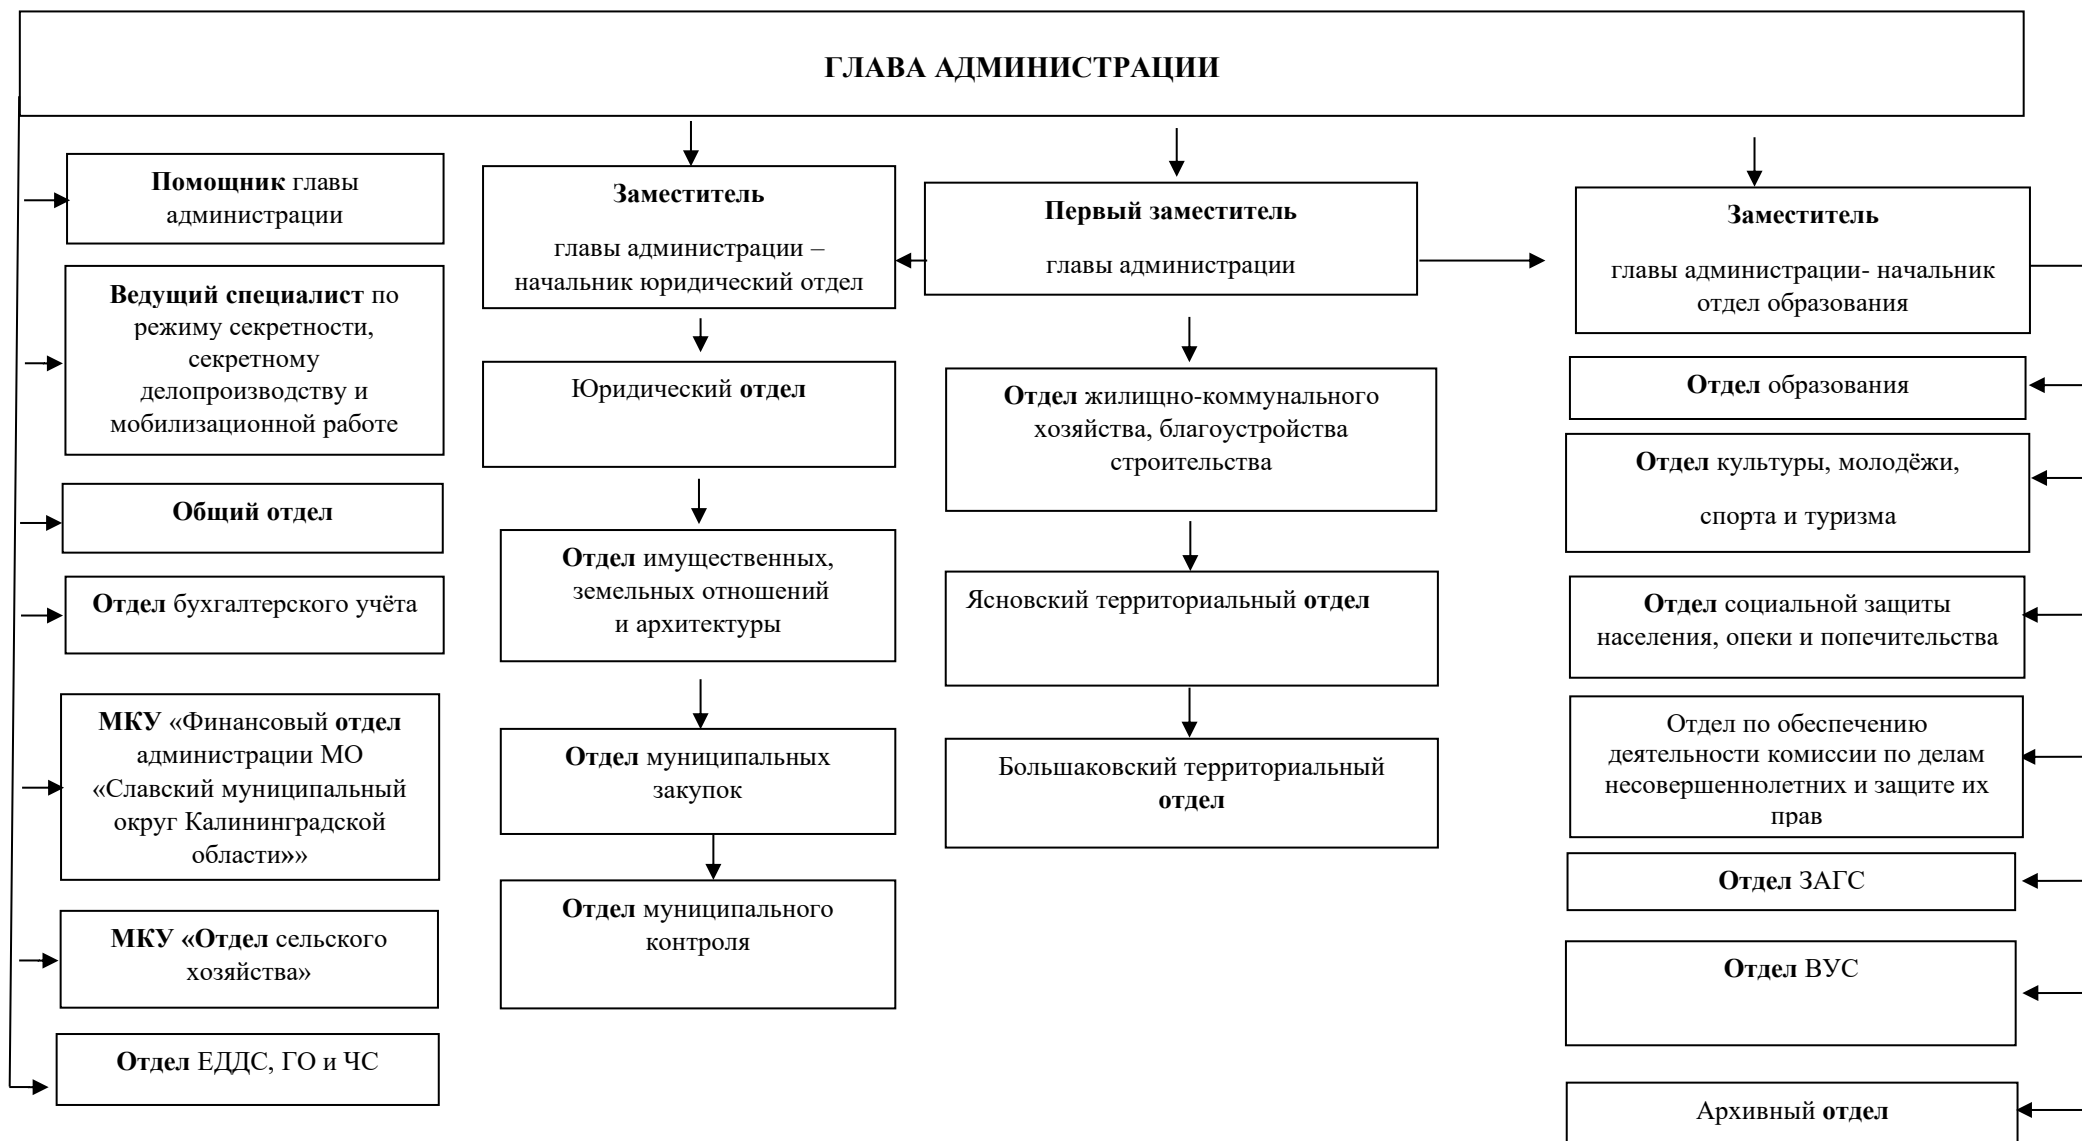 ГЛАВА АДМИНИСТРАЦИИ
Помощник главы
администрации
Ведущий специалист по
режиму секретности,
секретному
делопроизводству и
мобилизационной работе
Общий отдел
Отдел бухгалтерского учёта
МКУ «Финансовый отдел
администрации МО
«Славский муниципальный
округ Калининградской
области»»
МКУ «Отдел сельского
хозяйства»
Отдел ЕДДС, ГО и ЧС
Заместитель
главы администрации –
начальник юридический отдел
Юридический отдел
Отдел имущественных,
земельных отношений
и архитектуры
Отдел муниципальных
закупок
Отдел муниципального
контроля
Первый заместитель
главы администрации
Отдел жилищно-коммунального
хозяйства, благоустройства
строительства
Ясновский территориальный отдел
Большаковский территориальный
отдел
Заместитель
главы администрации- начальник
отдел образования
Отдел образования
Отдел культуры, молодёжи,
спорта и туризма
Отдел социальной защиты
населения, опеки и попечительства
Отдел по обеспечению
деятельности комиссии по делам
несовершеннолетних и защите их
прав
Отдел ЗАГС
Отдел ВУС
Архивный отдел